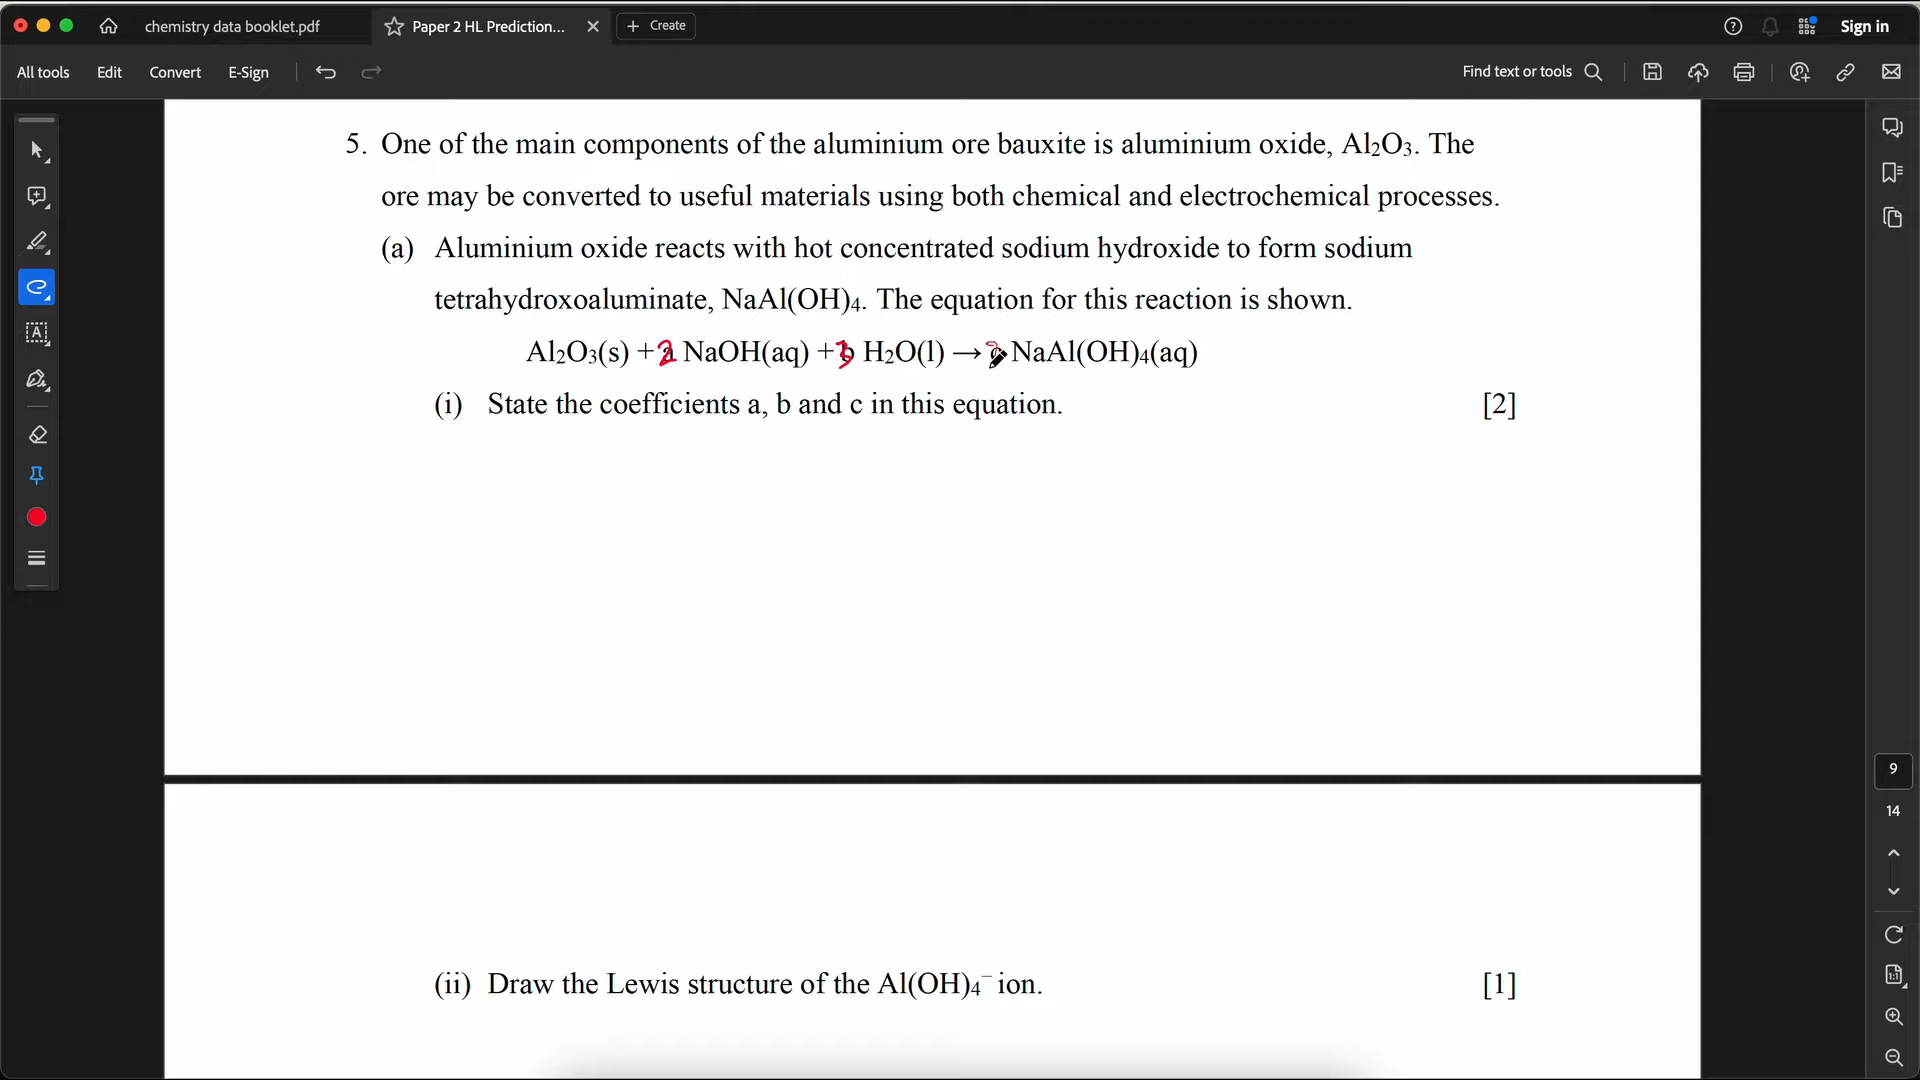 chemistry data booklet.pdf
Paper 2 HL Prediction...
Create
Sign in
All tools
Edit
Convert
E-Sign
Find text or tools
5. One of the main components of the aluminium ore bauxite is aluminium oxide, Al₂O₃. The
ore may be converted to useful materials using both chemical and electrochemical processes.
(a) Aluminium oxide reacts with hot concentrated sodium hydroxide to form sodium
tetrahydroxoaluminate, NaAl(OH)₄. The equation for this reaction is shown.
Al₂O₃(s) + 2 NaOH(aq) + 3 H₂O(l) → NaAl(OH)₄(aq)
(i) State the coefficients a, b and c in this equation. [2]
9
14
(ii) Draw the Lewis structure of the Al(OH)₄⁻ ion. [1]